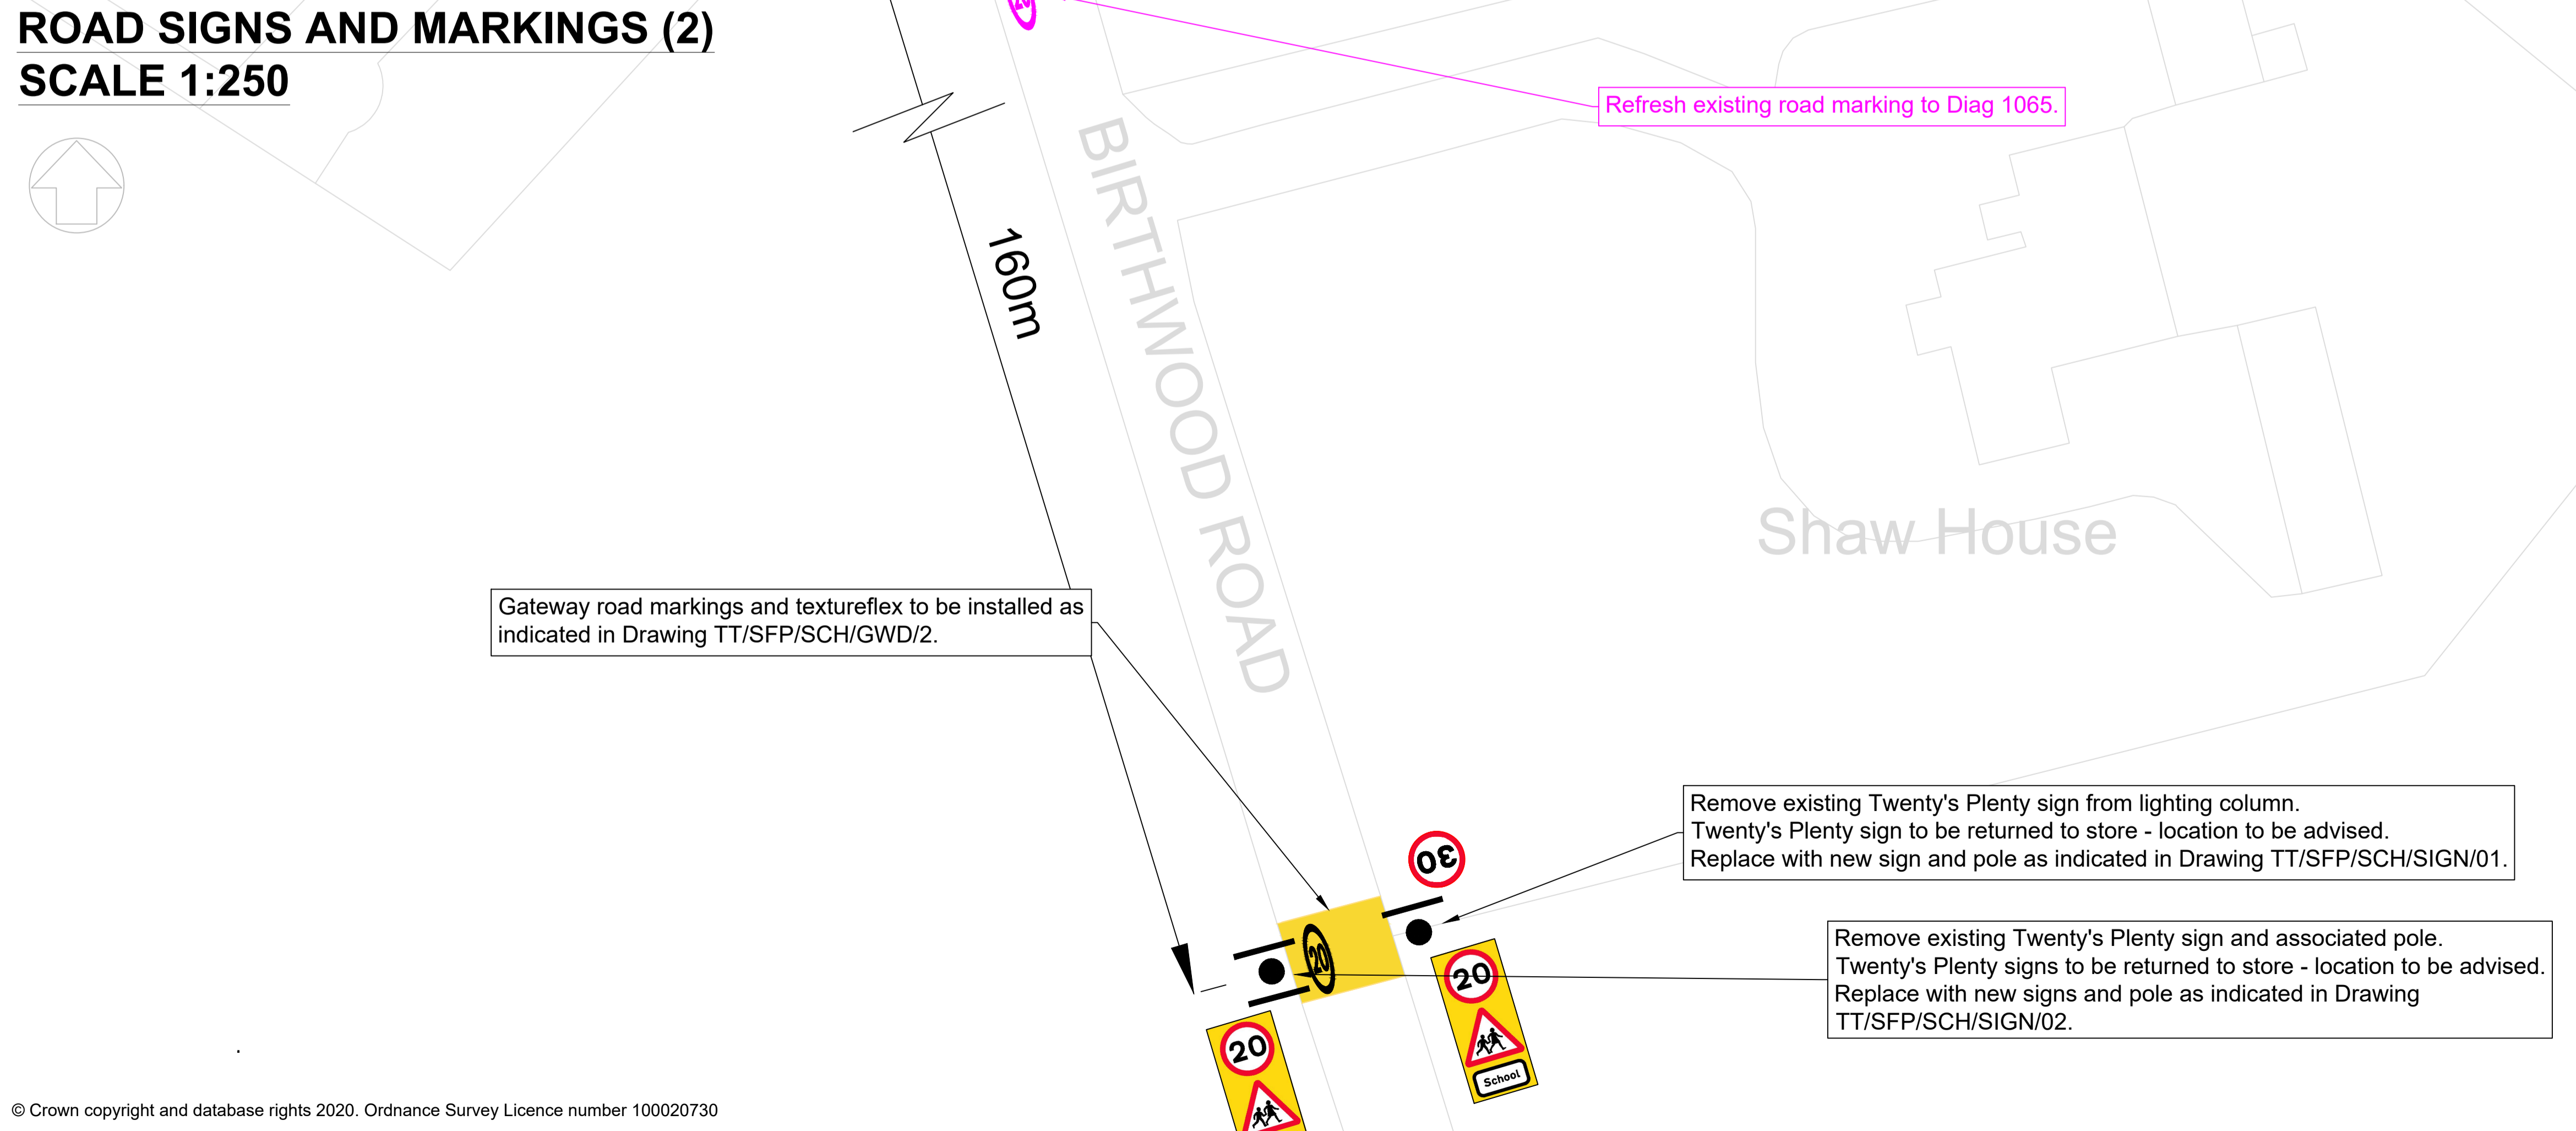 ROAD SIGNS AND MARKINGS (2)
SCALE 1:250
20
Refresh existing road marking to Diag 1065.
BIRTHWOOD ROAD
160m
Shaw House
Gateway road markings and textureflex to be installed as
indicated in Drawing TT/SFP/SCH/GWD/2.
Remove existing Twenty's Plenty sign from lighting column.
Twenty's Plenty sign to be returned to store - location to be advised.
Replace with new sign and pole as indicated in Drawing TT/SFP/SCH/SIGN/01.
30
20
Remove existing Twenty's Plenty sign and associated pole.
Twenty's Plenty signs to be returned to store - location to be advised.
Replace with new signs and pole as indicated in Drawing
TT/SFP/SCH/SIGN/02.
20
School
20
© Crown copyright and database rights 2020. Ordnance Survey Licence number 100020730